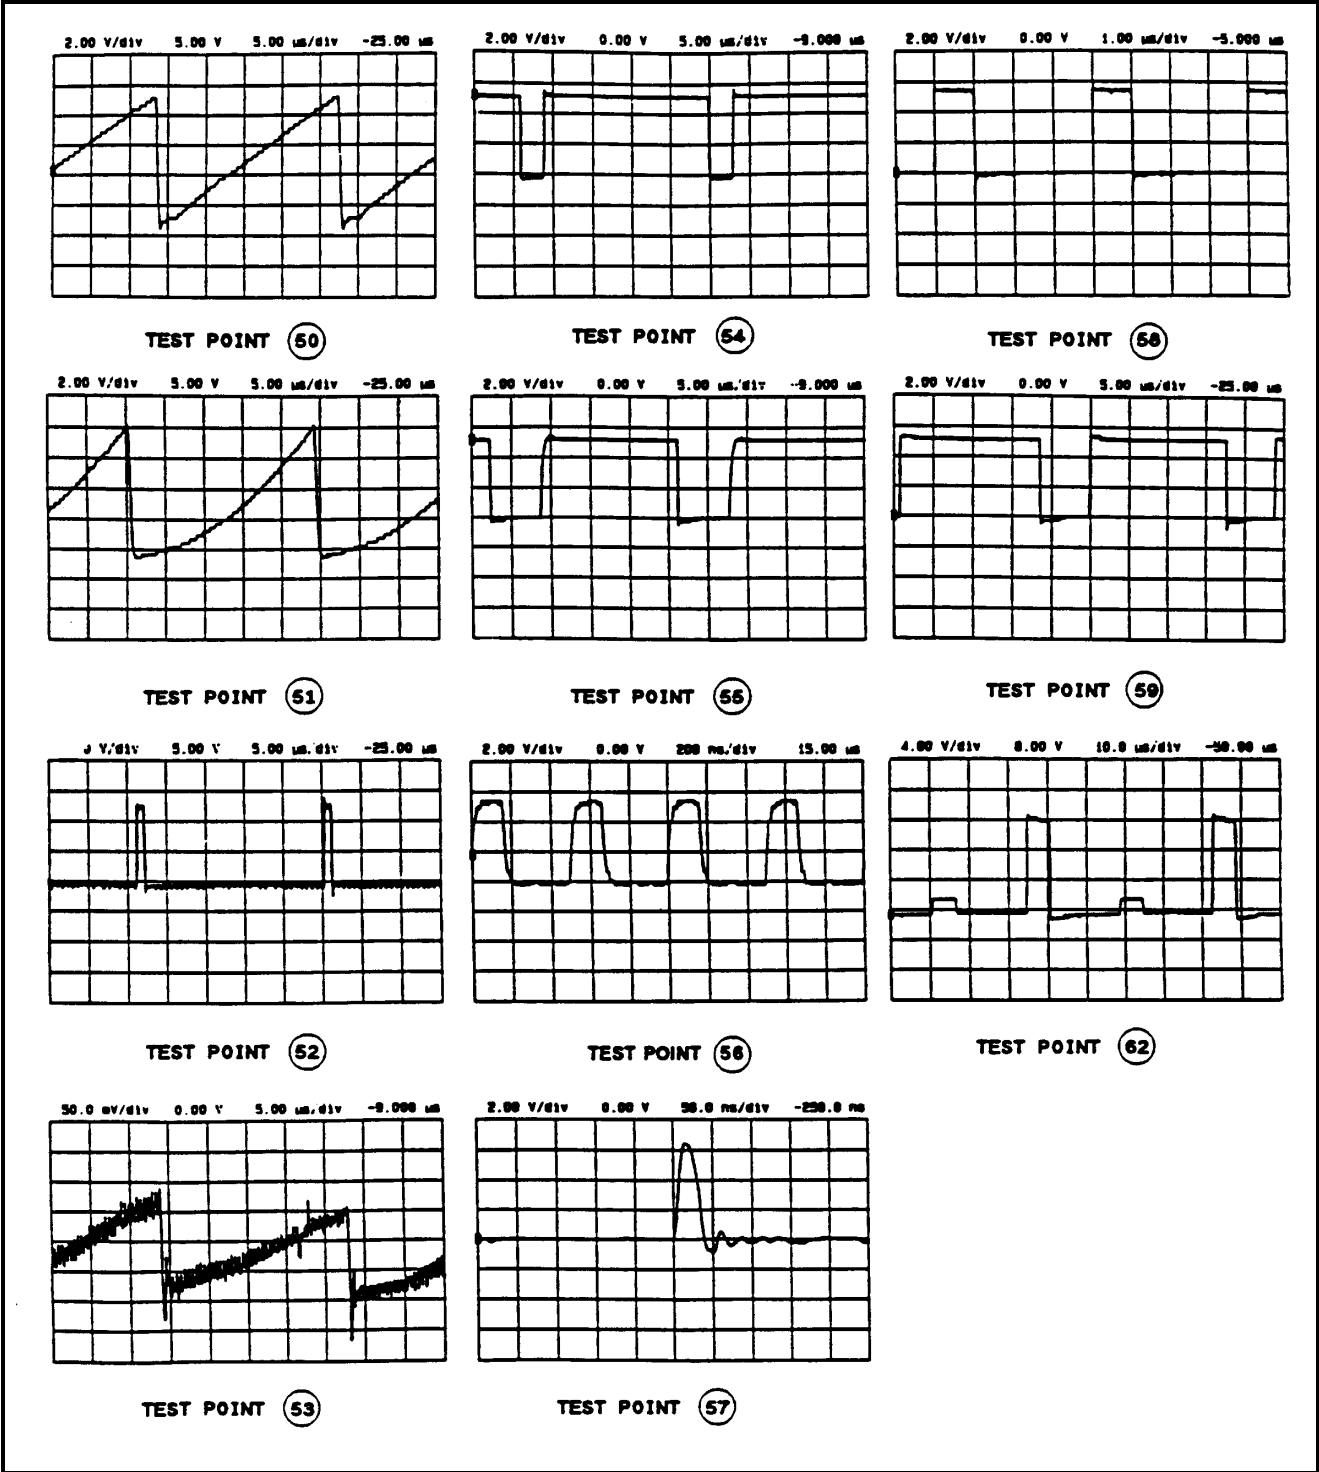 2.00 V/div 5.00 V 5.00 us/div -25.00 us
2.00 V/div 0.00 V 5.00 us/div -9.000 us
2.00 V/div 0.00 V 1.00 us/div -5.000 us
TEST POINT 50
TEST POINT 54
TEST POINT 58
2.00 V/div 5.00 V 5.00 us/div -25.00 us
2.00 V/div 0.00 V 5.00 us/div -9.000 us
2.00 V/div 0.00 V 5.00 us/div -25.00 us
TEST POINT 51
TEST POINT 55
TEST POINT 59
V/div 5.00 V 5.00 us/div -25.00 us
2.00 V/div 0.00 V 200 ns/div 15.00 us
4.00 V/div 8.00 V 10.0 us/div -50.00 us
TEST POINT 52
TEST POINT 56
TEST POINT 62
50.0 mV/div 0.00 V 5.00 us/div -9.000 us
2.00 V/div 0.00 V 50.0 ns/div -250.0 ns
TEST POINT 53
TEST POINT 57